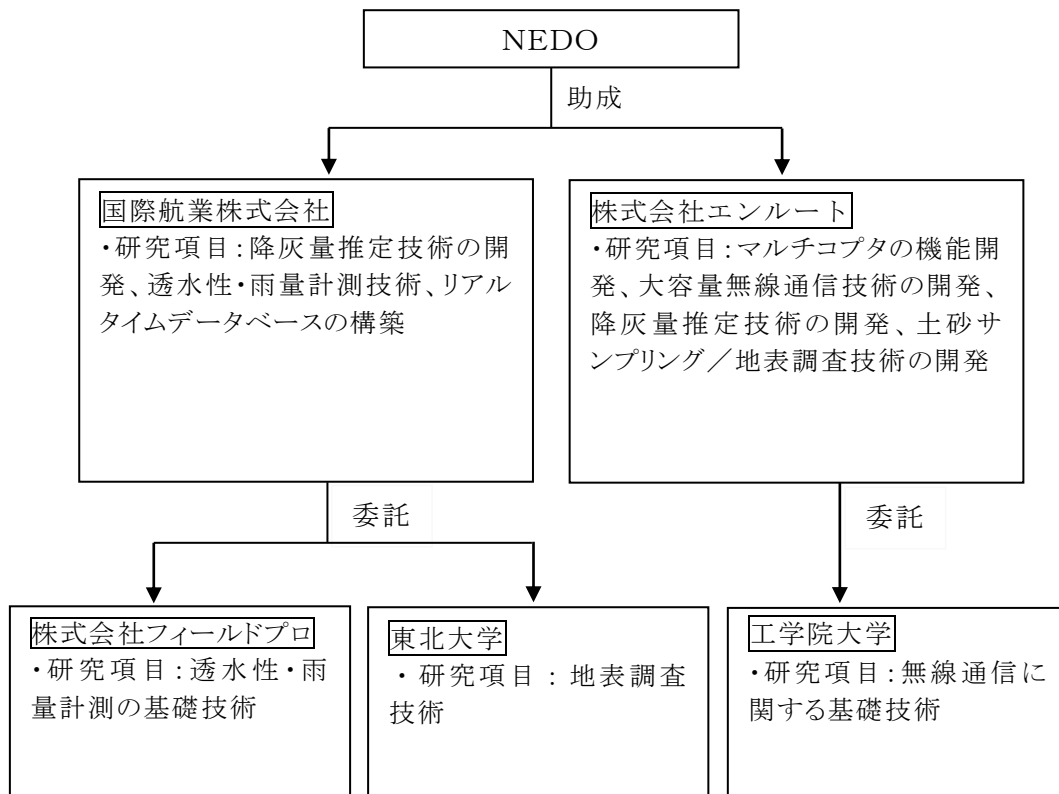 NEDO
助成
国際航業株式会社
・研究項目：降灰量推定技術の開
発、透水性・雨量計測技術、リアル
タイムデータベースの構築
株式会社エンルート
・研究項目：マルチコプタの機能開
発、大容量無線通信技術の開発、
降灰量推定技術の開発、土砂サ
ンプリング／地表調査技術の開発
委託
委託
株式会社フィールドプロ
・研究項目：透水性・雨
量計測の基礎技術
東北大学
・研究項目：地表調査
技術
工学院大学
・研究項目：無線通信に
関する基礎技術